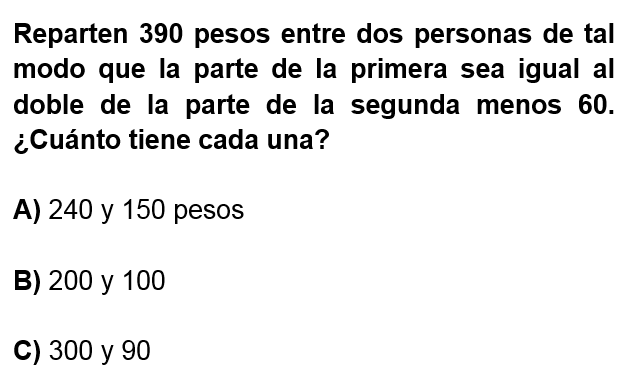 Reparten 390 pesos entre dos personas de tal
modo que la parte de la primera sea igual al
doble de la parte de la segunda menos 60.
¿Cuánto tiene cada una?
A) 240 y 150 pesos
B) 200 y 100
C) 300 y 90